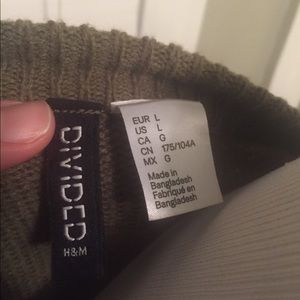 DIVIDED
H&M
EUR L
US L
CA G
CN 175/104A
MX G
Made in
Bangladesh
Fabriqué en
Bangladesh